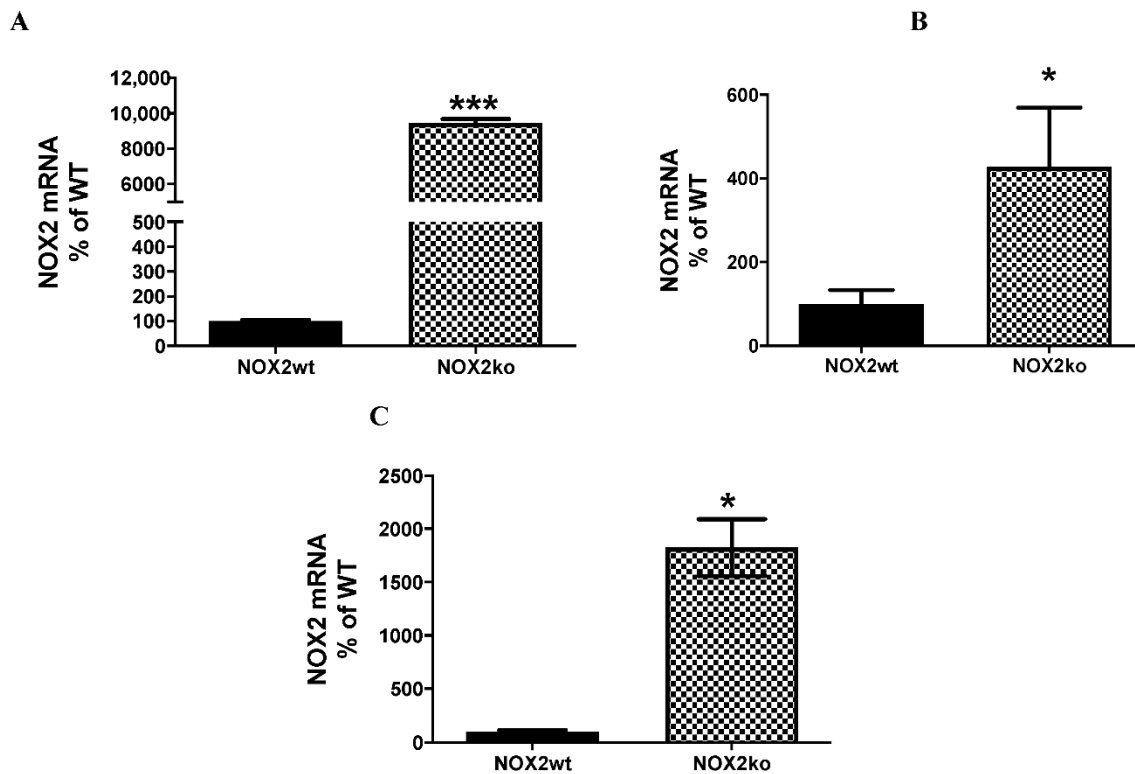 A
NOX2 mRNA
% of WT
12,000
10,000
8000
6000
500
400
300
200
100
0
***
NOX2wt
NOX2ko
B
NOX2 mRNA
% of WT
600
400
200
0
*
NOX2wt
NOX2ko
C
NOX2 mRNA
% of WT
2500
2000
1500
1000
500
0
*
NOX2wt
NOX2ko